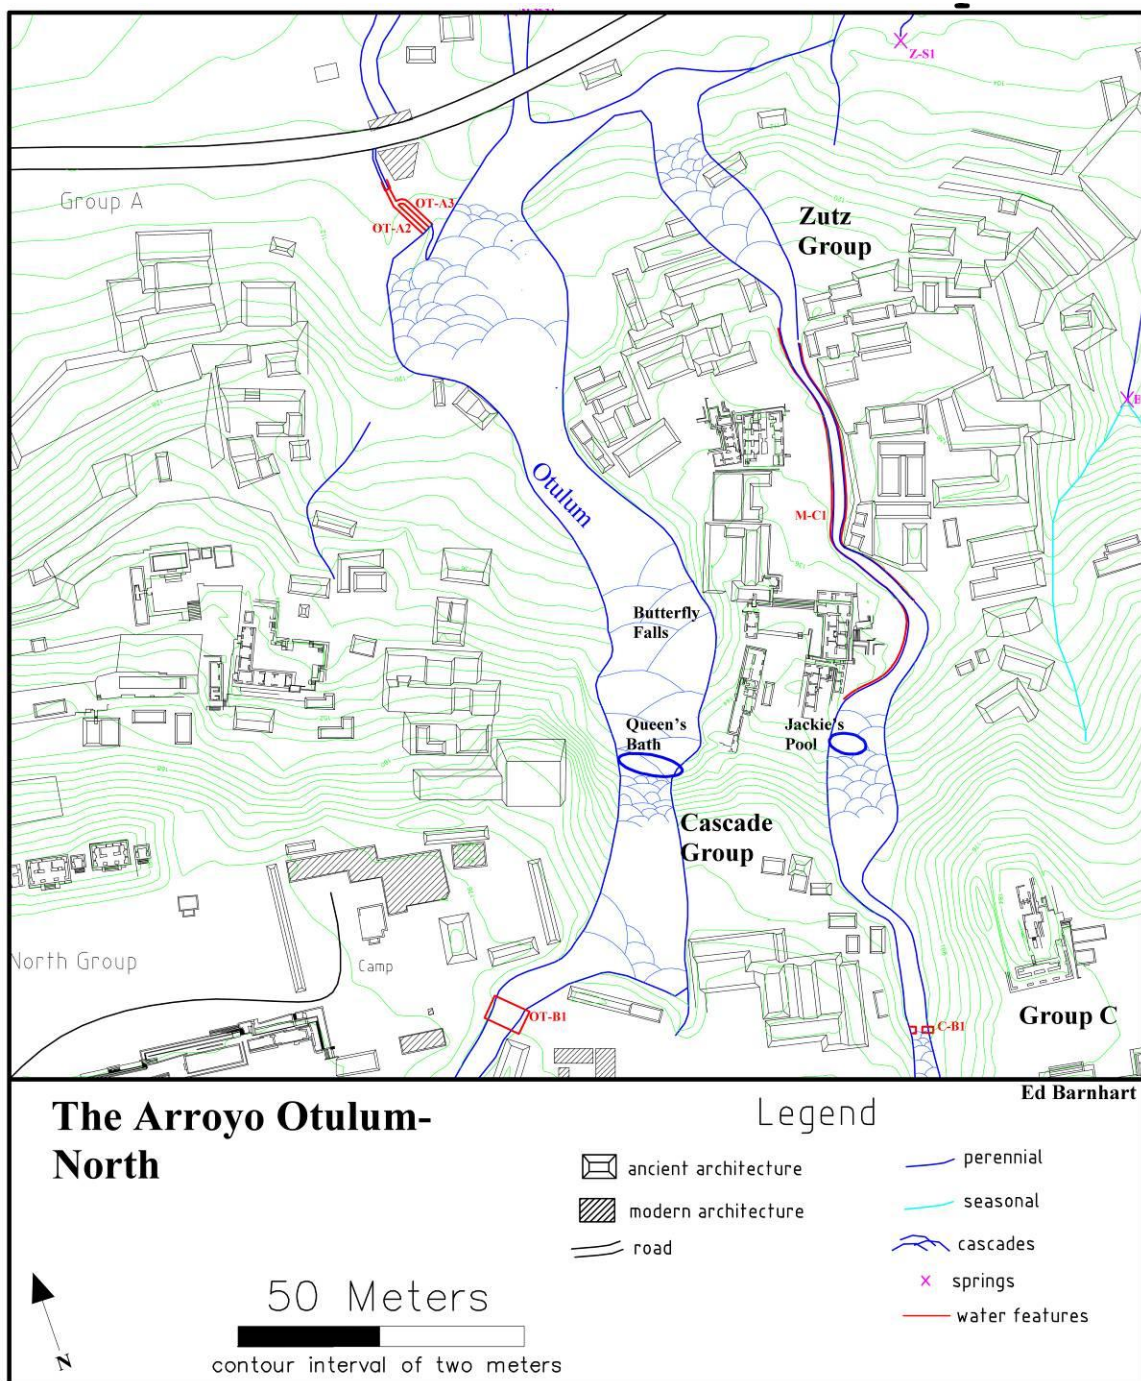 Z-S1
Group A
OT-A3
OT-A2
Zutz
Group
Otulum
M-C1
Butterfly
Falls
Queen's
Bath
Jackie's
Pool
Cascade
Group
North Group
Camp
OT-B1
C-B1
Group C
Ed Barnhart
The Arroyo Otulum-
North
Legend
ancient architecture
modern architecture
road
perennial
seasonal
cascades
springs
water features
50 Meters
contour interval of two meters
N